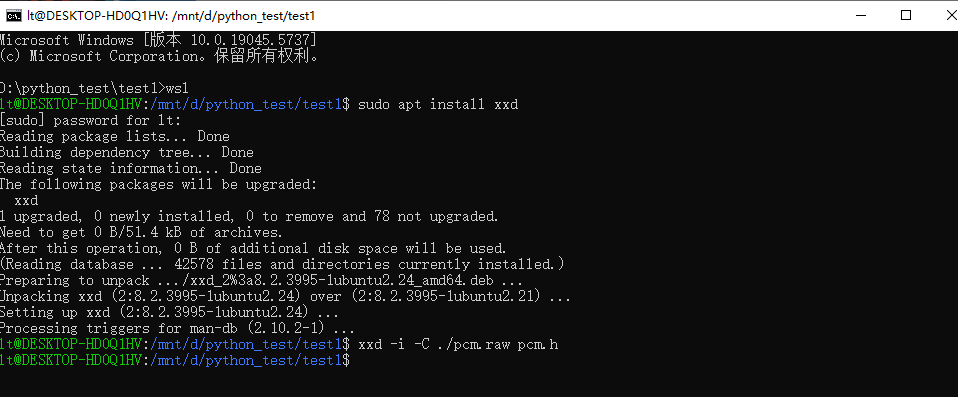 lt@DESKTOP-HD0Q1HV: /mnt/d/python_test/test1
Microsoft Windows [版本 10.0.19045.5737]
(c) Microsoft Corporation。保留所有权利。
D:\python_test\test1>wsl
lt@DESKTOP-HD0Q1HV:/mnt/d/python_test/test1$ sudo apt install xxd
[sudo] password for lt:
Reading package lists... Done
Building dependency tree... Done
Reading state information... Done
The following packages will be upgraded:
  xxd
1 upgraded, 0 newly installed, 0 to remove and 78 not upgraded.
Need to get 0 B/51.4 kB of archives.
After this operation, 0 B of additional disk space will be used.
(Reading database ... 42578 files and directories currently installed.)
Preparing to unpack .../xxd_2%3a8.2.3995-1ubuntu2.24_amd64.deb ...
Unpacking xxd (2:8.2.3995-1ubuntu2.24) over (2:8.2.3995-1ubuntu2.21) ...
Setting up xxd (2:8.2.3995-1ubuntu2.24) ...
Processing triggers for man-db (2.10.2-1) ...
lt@DESKTOP-HD0Q1HV:/mnt/d/python_test/test1$ xxd -i -C ./pcm.raw pcm.h
lt@DESKTOP-HD0Q1HV:/mnt/d/python_test/test1$